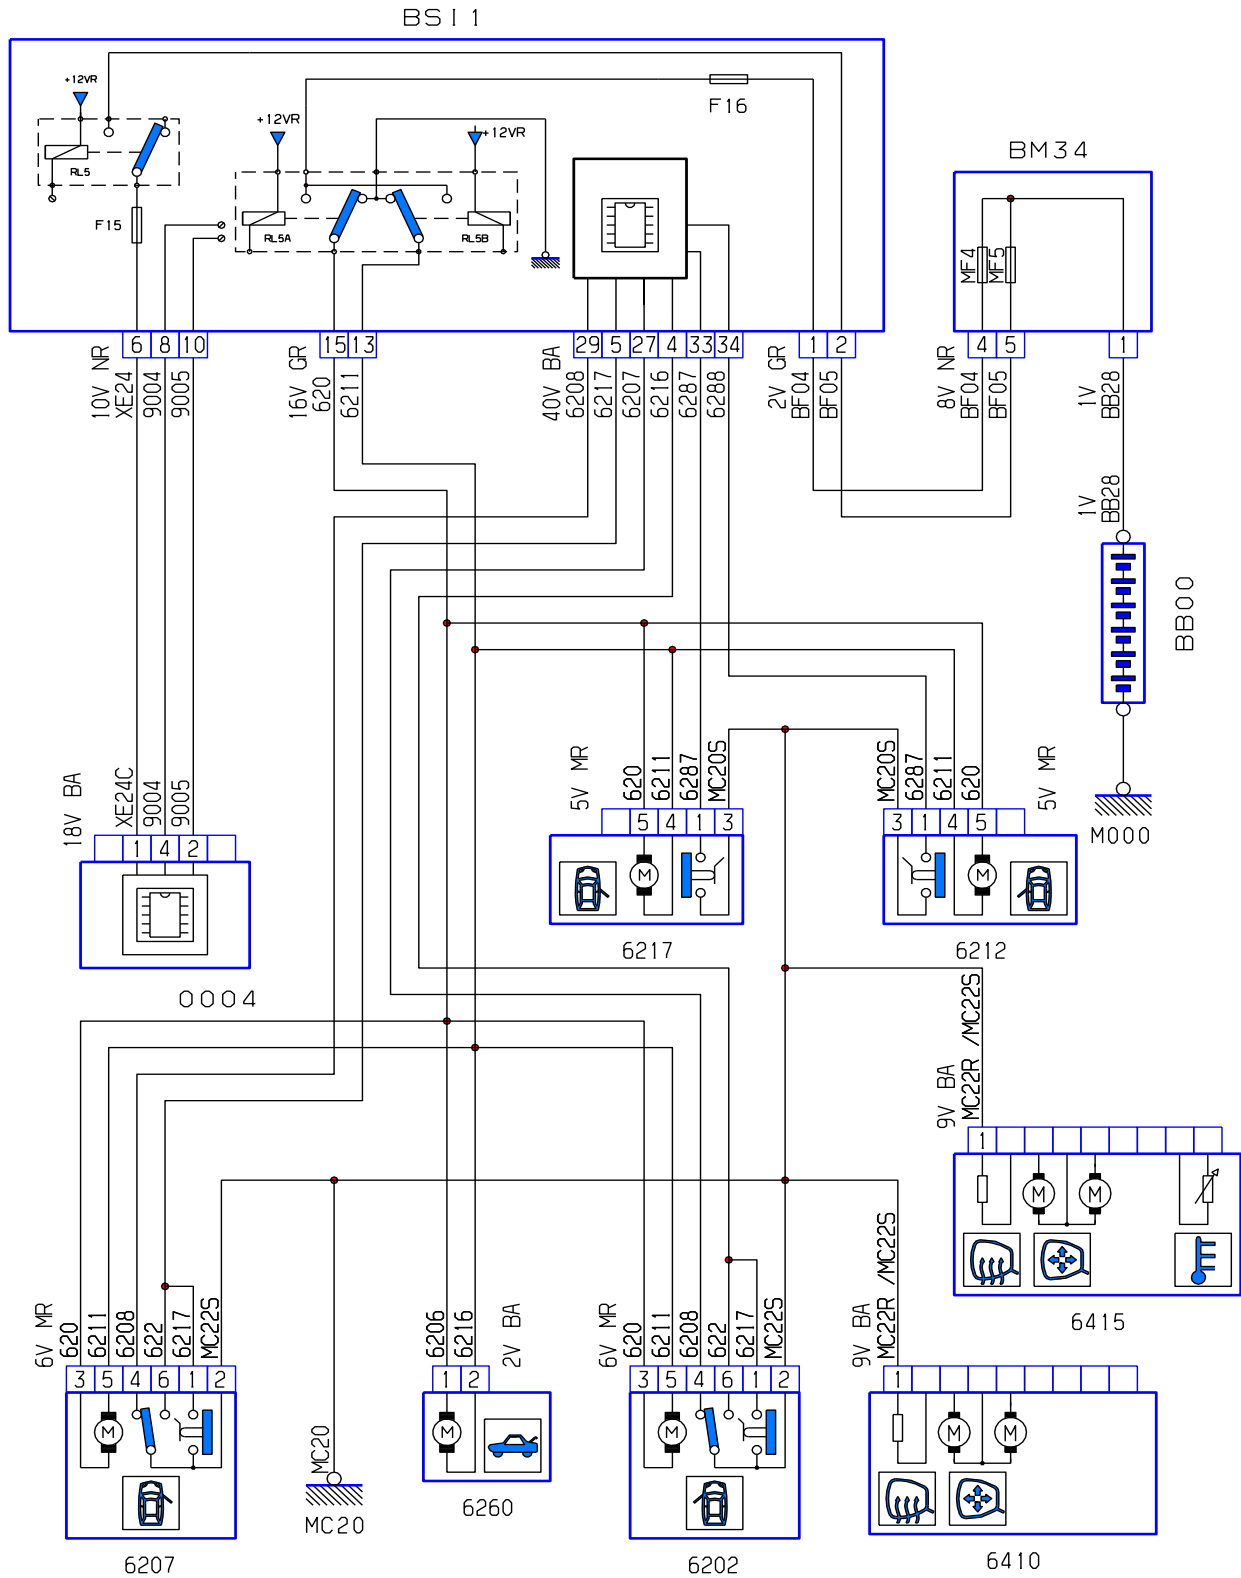 BSI1
+12VR
F16
+12VR
+12VR
BM34
RL5
F15
RL5A
RL5B
MF4
MF5
6 8 10
15 13
29 5 27 4 33 34
1 2
4 5
1
10V NR
XE24
9004
9005
16V GR
620
6211
40V BA
6208
6217
6207
6216
6287
6288
2V GR
BF04
BF05
8V NR
BF04
BF05
1V
BB28
1V
BB28
BB00
M000
18V BA
XE24C
9004
9005
1 4 2
0004
5V MR
620
6211
6287
MC20S
5 4 1 3
M
6217
MC20S
6287
6211
620
5V MR
3 1 4 5
M
6212
9V BA
MC22R /MC22S
1
M M
6415
6V MR
620
6211
6208
622
6217
MC22S
3 5 4 6 1 2
M
6207
MC20
MC20
6206
6216
2V BA
1 2
M
6260
6V MR
620
6211
6208
622
6217
MC22S
3 5 4 6 1 2
M
6202
9V BA
MC22R /MC22S
1
M M
6410